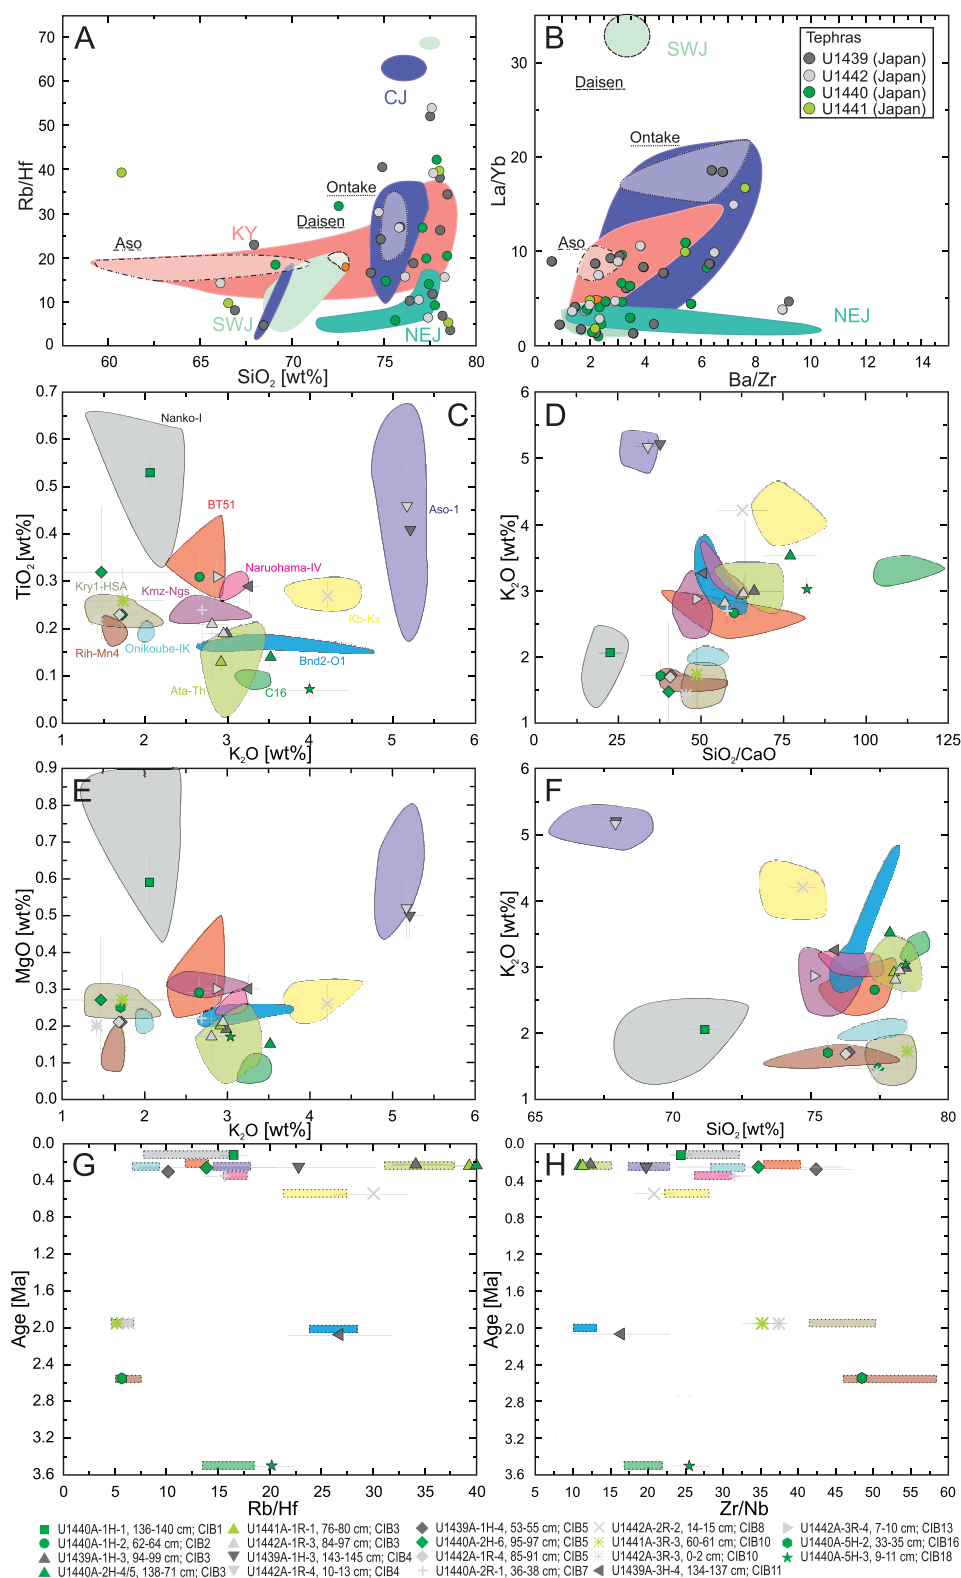 A
70
60
50
40
30
20
10
0
Rb/Hf
CJ
Ontake
Daisen
KY
Aso
SWJ
NEJ
60 65 70 75 80
SiO2 [wt%]
B
SWJ
Daisen
Tephras
U1439 (Japan)
U1442 (Japan)
U1440 (Japan)
U1441 (Japan)
30
20
10
0
La/Yb
Ontake
Aso
NEJ
0 2 4 6 8 10 12 14
Ba/Zr
C
0.6
0.5
0.4
0.3
0.2
0.1
0.0
TiO2 [wt%]
Nanko-I
BT51
Aso-1
Naruohama-IV
Kry1-HSA
Kmz-Ngs
Kb-Ks
Rih-Mn4
Onikoube-IK
Bnd2-O1
Ata-Th
C16
1 2 3 4 5 6
K2O [wt%]
D
6
5
4
3
2
1
K2O [wt%]
0 25 50 75 100 125
SiO2/CaO
E
0.9
0.8
0.7
0.6
0.5
0.4
0.3
0.2
0.1
0.0
MgO [wt%]
1 2 3 4 5 6
K2O [wt%]
F
6
5
4
3
2
1
K2O [wt%]
65 70 75 80
SiO2 [wt%]
G
0.0
0.4
0.8
1.2
1.6
2.0
2.4
2.8
3.2
3.6
Age [Ma]
0 5 10 15 20 25 30 35 40
Rb/Hf
H
0.0
0.4
0.8
1.2
1.6
2.0
2.4
2.8
3.2
3.6
Age [Ma]
5 10 15 20 25 30 35 40 45 50 55 60
Zr/Nb
U1440A-1H-1, 136-140 cm; CIB1
U1440A-1H-2, 62-64 cm; CIB2
U1439A-1H-3, 94-99 cm; CIB3
U1440A-2H-4/5, 138-71 cm; CIB3
U1441A-1R-1, 76-80 cm; CIB3
U1442A-1R-3, 84-97 cm; CIB3
U1439A-1H-3, 143-145 cm; CIB4
U1442A-1R-4, 10-13 cm; CIB4
U1439A-1H-4, 53-55 cm; CIB5
U1440A-2H-6, 95-97 cm; CIB5
U1442A-1R-4, 85-91 cm; CIB5
U1440A-2R-1, 36-38 cm; CIB7
U1442A-2R-2, 14-15 cm; CIB8
U1441A-3R-3, 60-61 cm; CIB10
U1442A-3R-3, 0-2 cm; CIB10
U1439A-3H-4, 134-137 cm; CIB11
U1442A-3R-4, 7-10 cm; CIB13
U1440A-5H-2, 33-35 cm; CIB16
U1440A-5H-3, 9-11 cm; CIB18